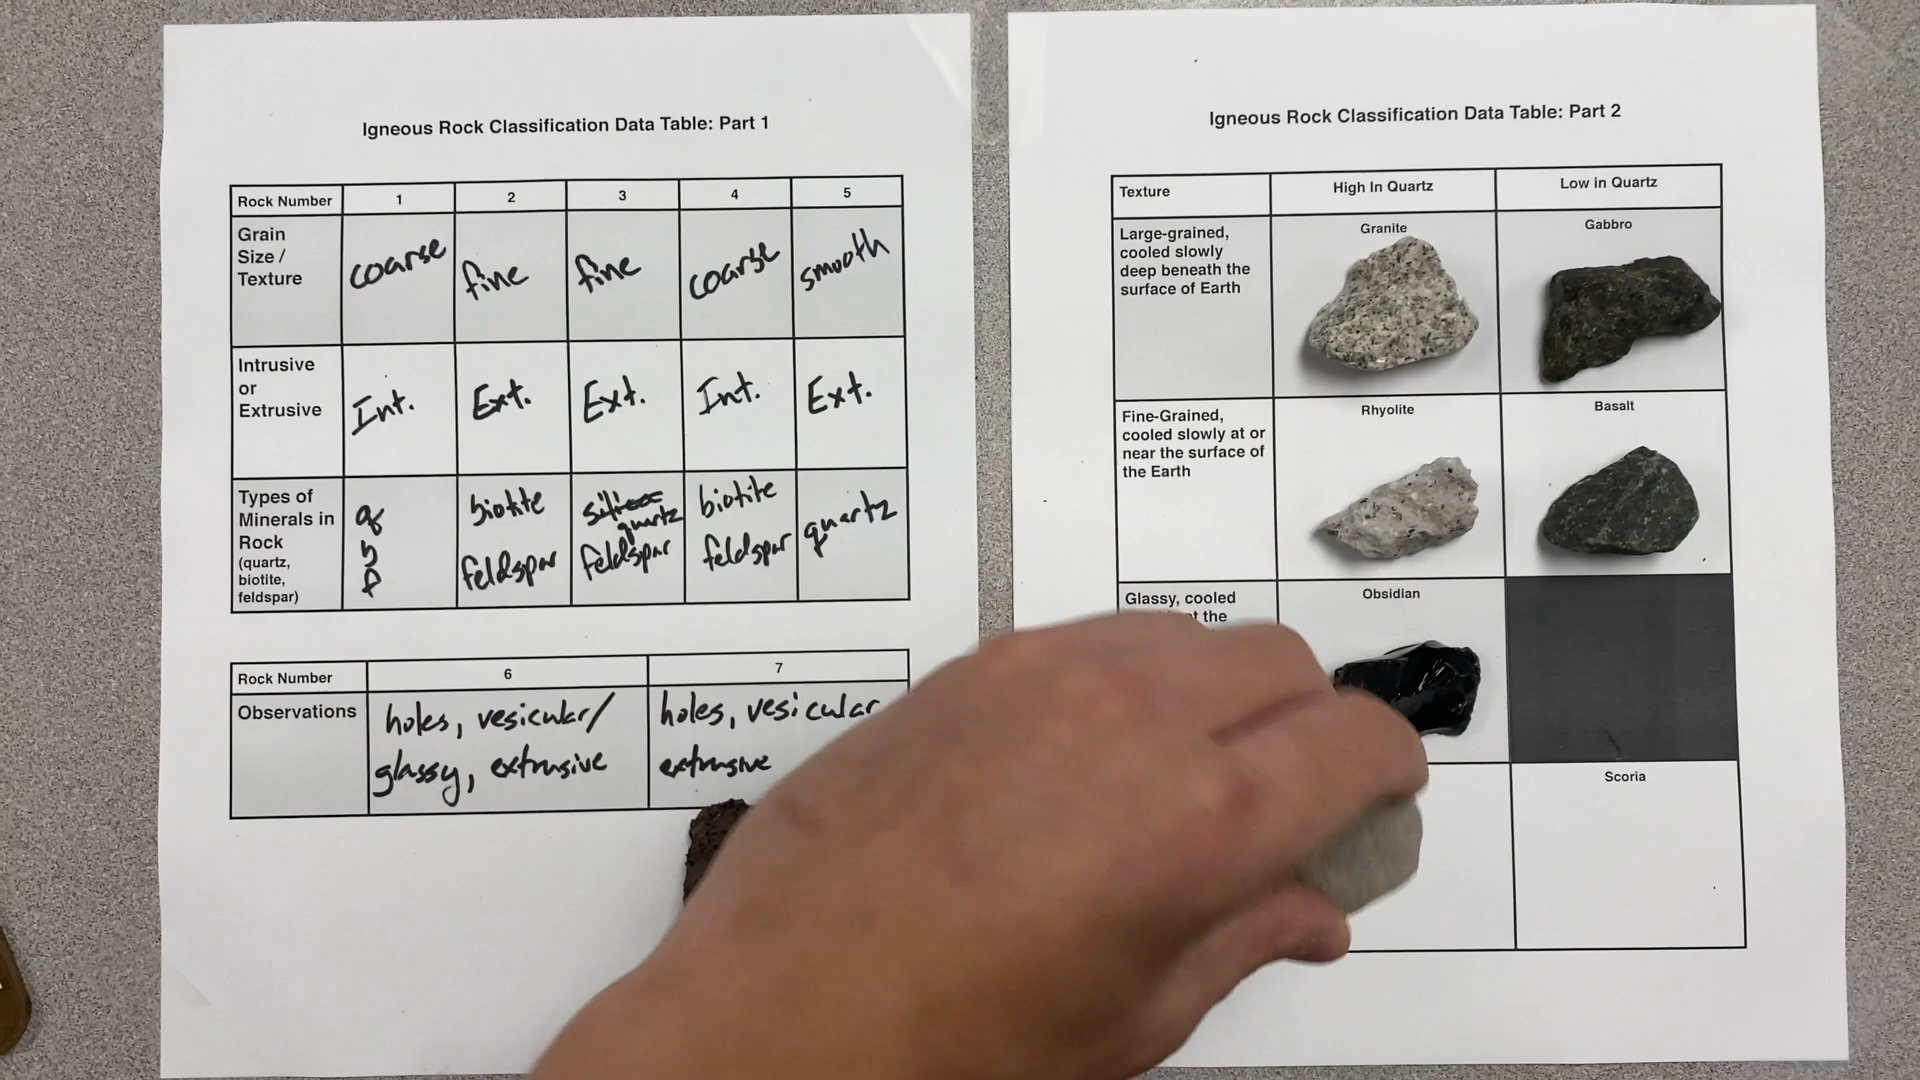 Igneous Rock Classification Data Table: Part 1
Rock Number 1 2 3 4 5
Grain Size / Texture coarse fine fine coarse smooth
Intrusive or Extrusive Int. Ext. Ext. Int. Ext.
Types of Minerals in Rock (quartz, biotite, feldspar)
q b f
biotite feldspar
quartz feldspar
biotite feldspar
quartz
Rock Number 6 7
Observations
holes, vesicular/
glassy, extrusive
holes, vesicular
extrusive
Igneous Rock Classification Data Table: Part 2
Texture High In Quartz Low in Quartz
Large-grained,
cooled slowly
deep beneath the
surface of Earth
Granite
Gabbro
Fine-Grained,
cooled slowly at or
near the surface of
the Earth
Rhyolite
Basalt
Glassy, cooled
the
Obsidian
Scoria